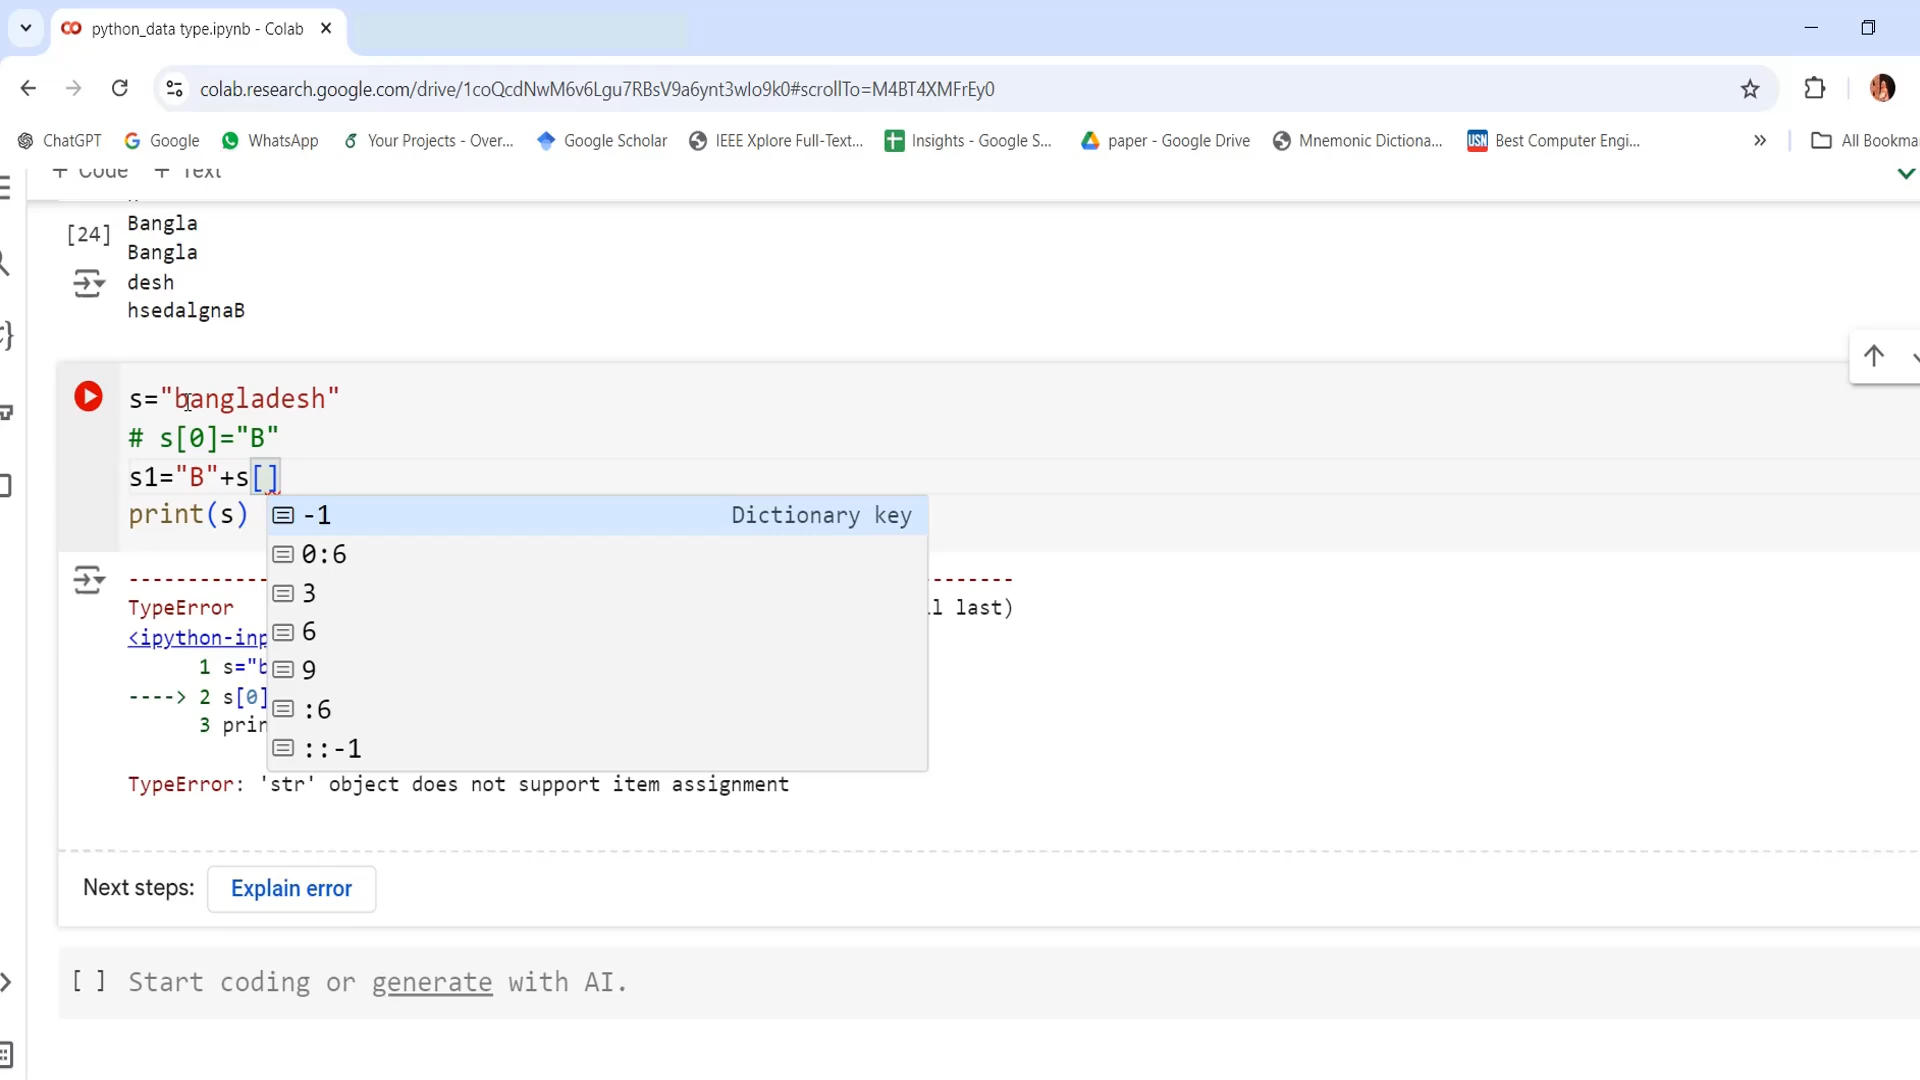 python_data type.ipynb - Colab
colab.research.google.com/drive/1coQcdNwM6v6Lgu7RBsV9a6ynt3wIo9k0#scrollTo=M4BT4XMFrEy0
ChatGPT Google WhatsApp Your Projects - Over... Google Scholar IEEE Xplore Full-Text... Insights - Google S... paper - Google Drive Mnemonic Dictiona... USN Best Computer Engi... » All Bookma
+ Code + Text
[24]
Bangla
Bangla
desh
hsedalgnaB
s="bangladesh"
# s[0]="B"
s1="B"+s[]
print(s)
-1 Dictionary key
0:6
3
6
9
:6
::-1
TypeError l last)
<ipython-inp
1 s="b
----> 2 s[0]
3 prin
TypeError: 'str' object does not support item assignment
Next steps: Explain error
[ ] Start coding or generate with AI.